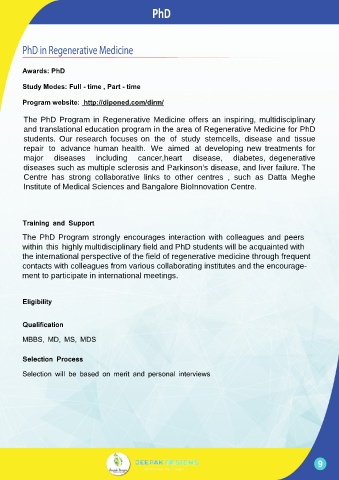 PhD
PhD in Regenerative Medicine
Awards: PhD
Study Modes: Full - time , Part - time
Program website: http://diponed.com/dirm/
The PhD Program in Regenerative Medicine offers an inspiring, multidisciplinary
and translational education program in the area of Regenerative Medicine for PhD
students. Our research focuses on the of study stemcells, disease and tissue
repair to advance human health. We aimed at developing new treatments for
major diseases including cancer,heart disease, diabetes, degenerative
diseases such as multiple sclerosis and Parkinson's disease, and liver failure. The
Centre has strong collaborative links to other centres , such as Datta Meghe
Institute of Medical Sciences and Bangalore BioInnovation Centre.
Training and Support
The PhD Program strongly encourages interaction with colleagues and peers
within this highly multidisciplinary field and PhD students will be acquainted with
the international perspective of the field of regenerative medicine through frequent
contacts with colleagues from various collaborating institutes and the encourage-
ment to participate in international meetings.
Eligibility
Qualification
MBBS, MD, MS, MDS
Selection Process
Selection will be based on merit and personal interviews
9